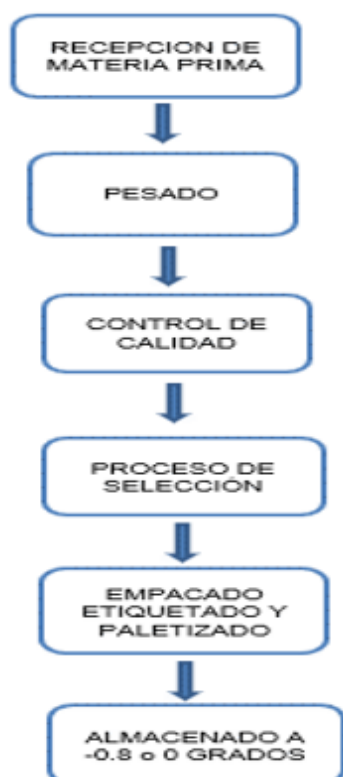 RECEPCION DE
MATERIA PRIMA
PESADO
CONTROL DE
CALIDAD
PROCESO DE
SELECCIÓN
EMPACADO
ETIQUETADO Y
PALETIZADO
ALMACENADO A
-0.8 o 0 GRADOS